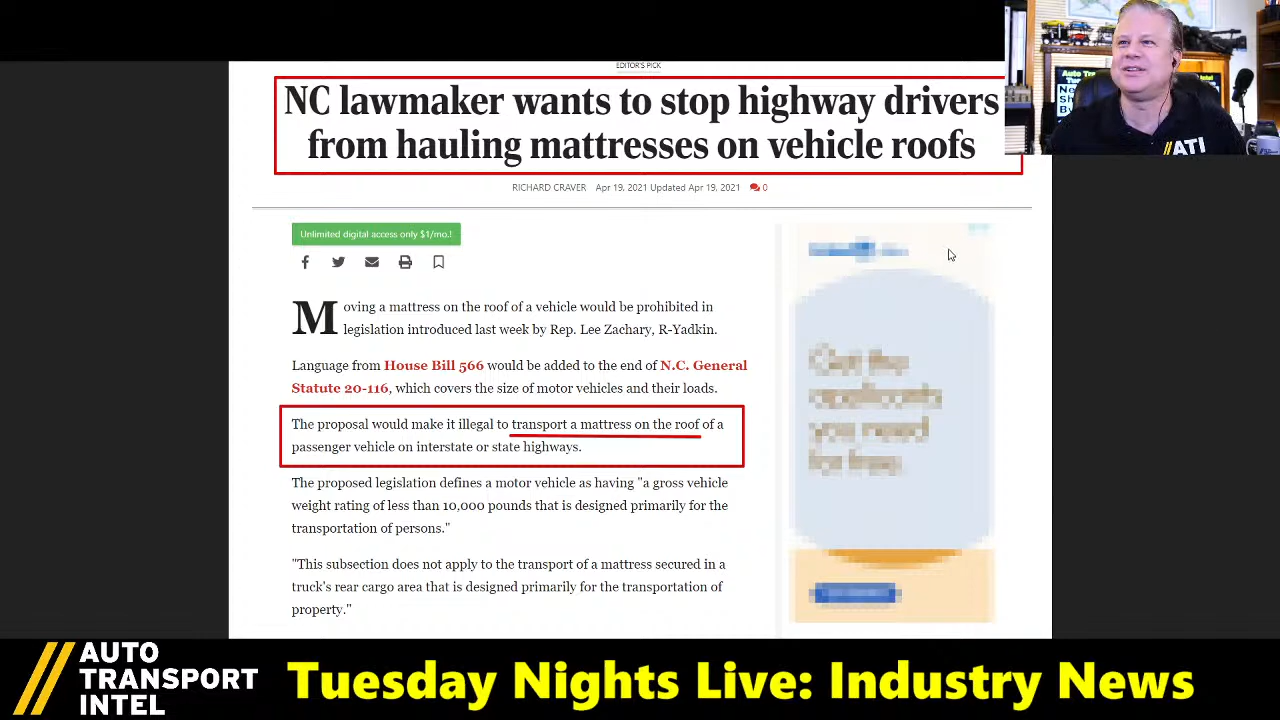 EDITOR'S PICK
NC lawmaker wants to stop highway drivers
from hauling mattresses on vehicle roofs
RICHARD CRAVER Apr 19, 2021 Updated Apr 19, 2021 0
Unlimited digital access only $1/mo.!
Moving a mattress on the roof of a vehicle would be prohibited in
legislation introduced last week by Rep. Lee Zachary, R-Yadkin.
Language from House Bill 566 would be added to the end of N.C. General
Statute 20-116, which covers the size of motor vehicles and their loads.
The proposal would make it illegal to transport a mattress on the roof of a
passenger vehicle on interstate or state highways.
The proposed legislation defines a motor vehicle as having "a gross vehicle
weight rating of less than 10,000 pounds that is designed primarily for the
transportation of persons."
"This subsection does not apply to the transport of a mattress secured in a
truck's rear cargo area that is designed primarily for the transportation of
property."
ATI
AUTO
TRANSPORT
INTEL
Tuesday Nights Live: Industry News